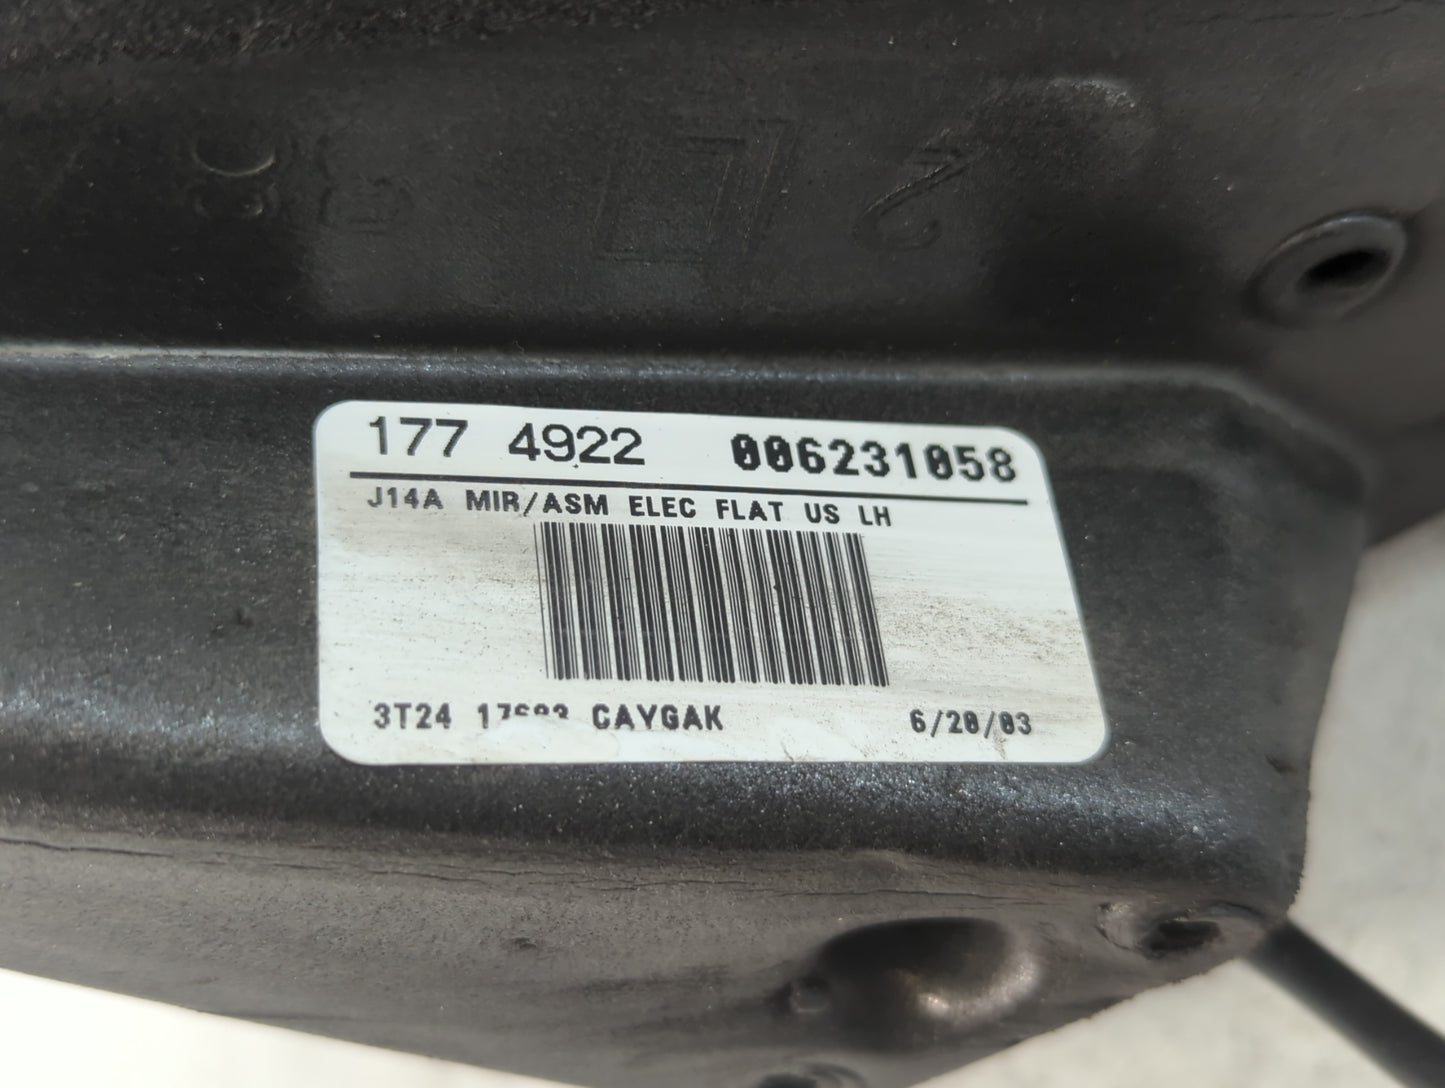 177 4922 006231058
J14A MIR/ASM ELEC FLAT US LH
3T24 CAYGAK 6/20/03